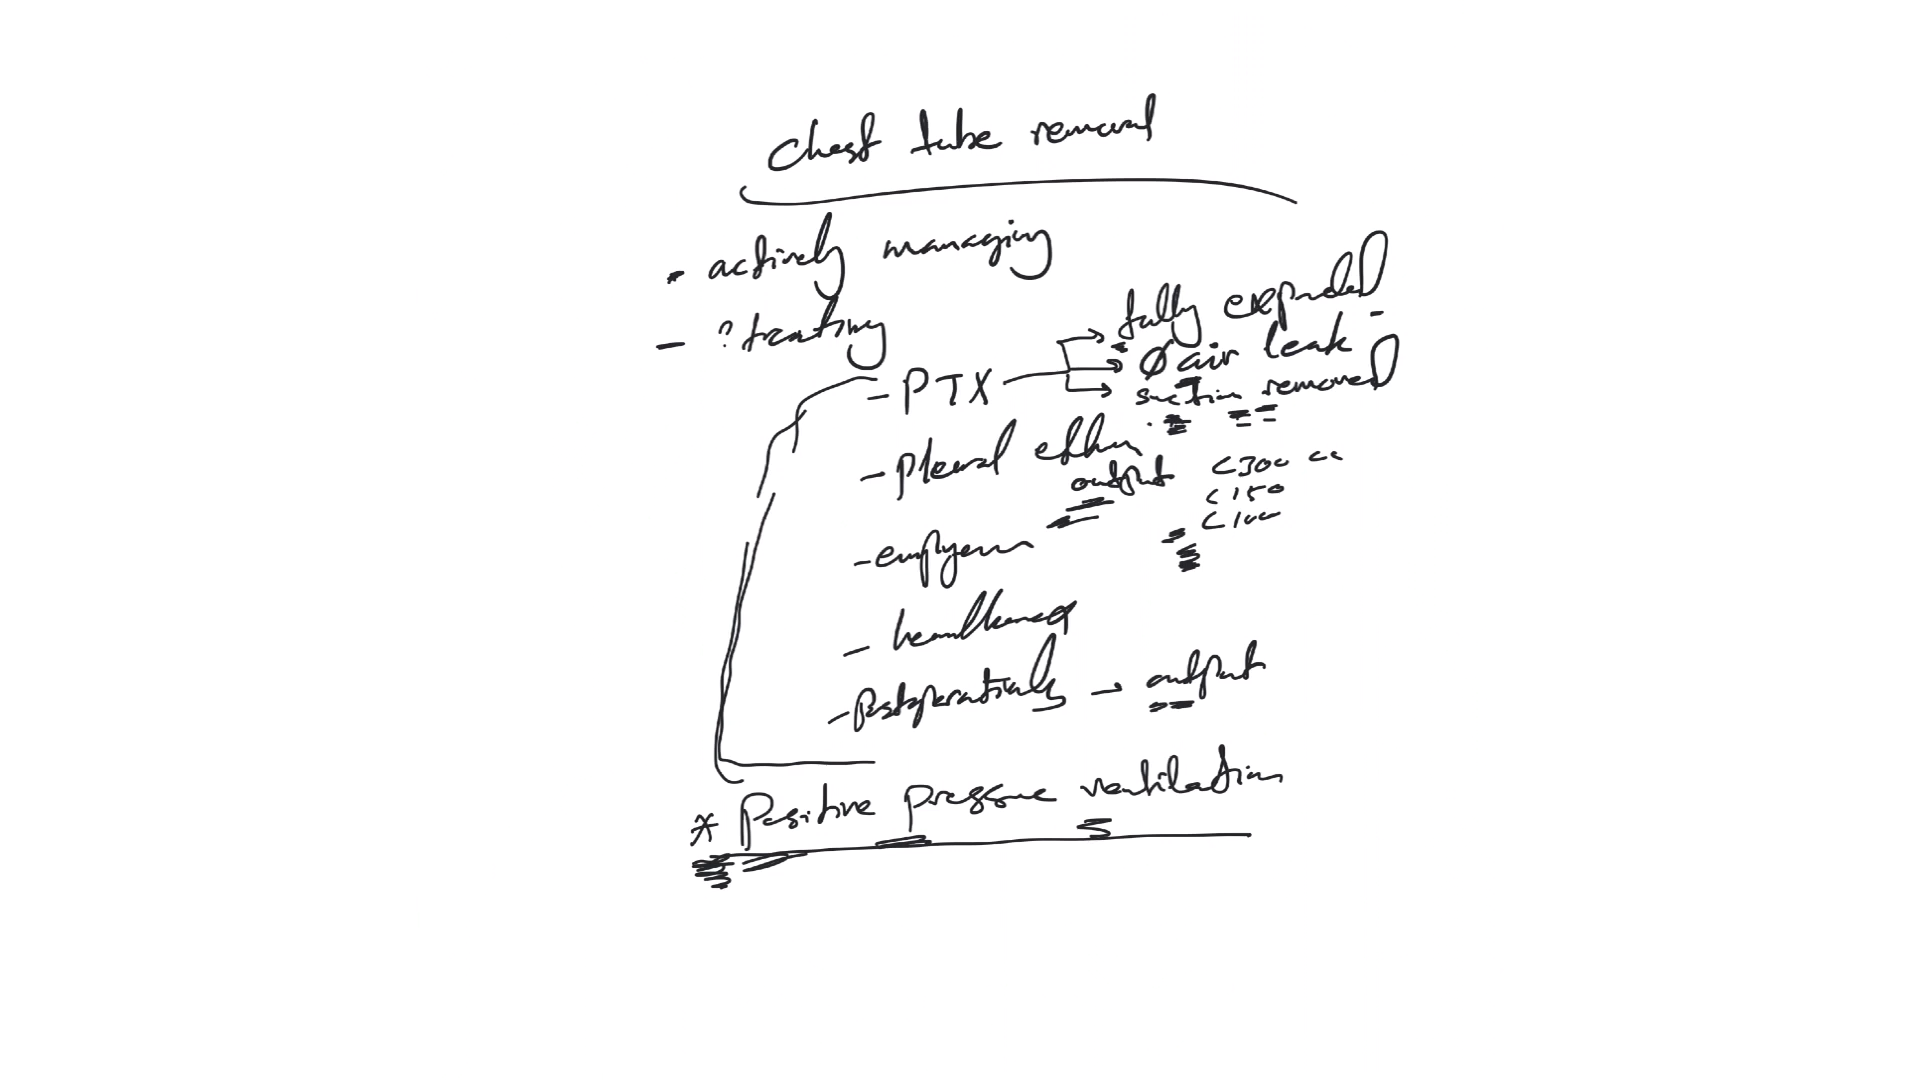 Chest tube removal
- actively managing
- ? treating
- PTX → fully expanded
→ Ø air leak
→ suction removed
- pleural effusion
output <300 cc
<150
<100
- empyema
- hemothorax
- Postoperatively → output
* Positive pressure ventilation